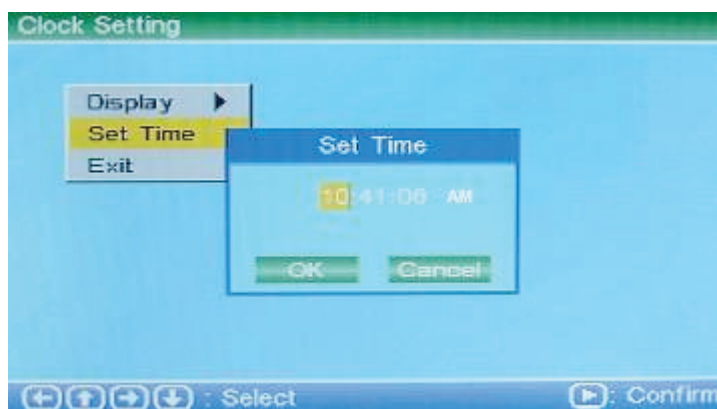 Clock Setting
Display
Set Time
Exit
Set Time
10:41:06 AM
OK Cancel
: Select
: Confirm